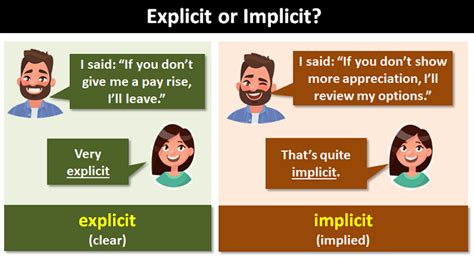 Explicit or Implicit?
I said: “If you don’t
give me a pay rise,
I’ll leave.”
Very
explicit
explicit
(clear)
I said: “If you don’t show
more appreciation, I’ll
review my options.”
That’s quite
implicit.
implicit
(implied)